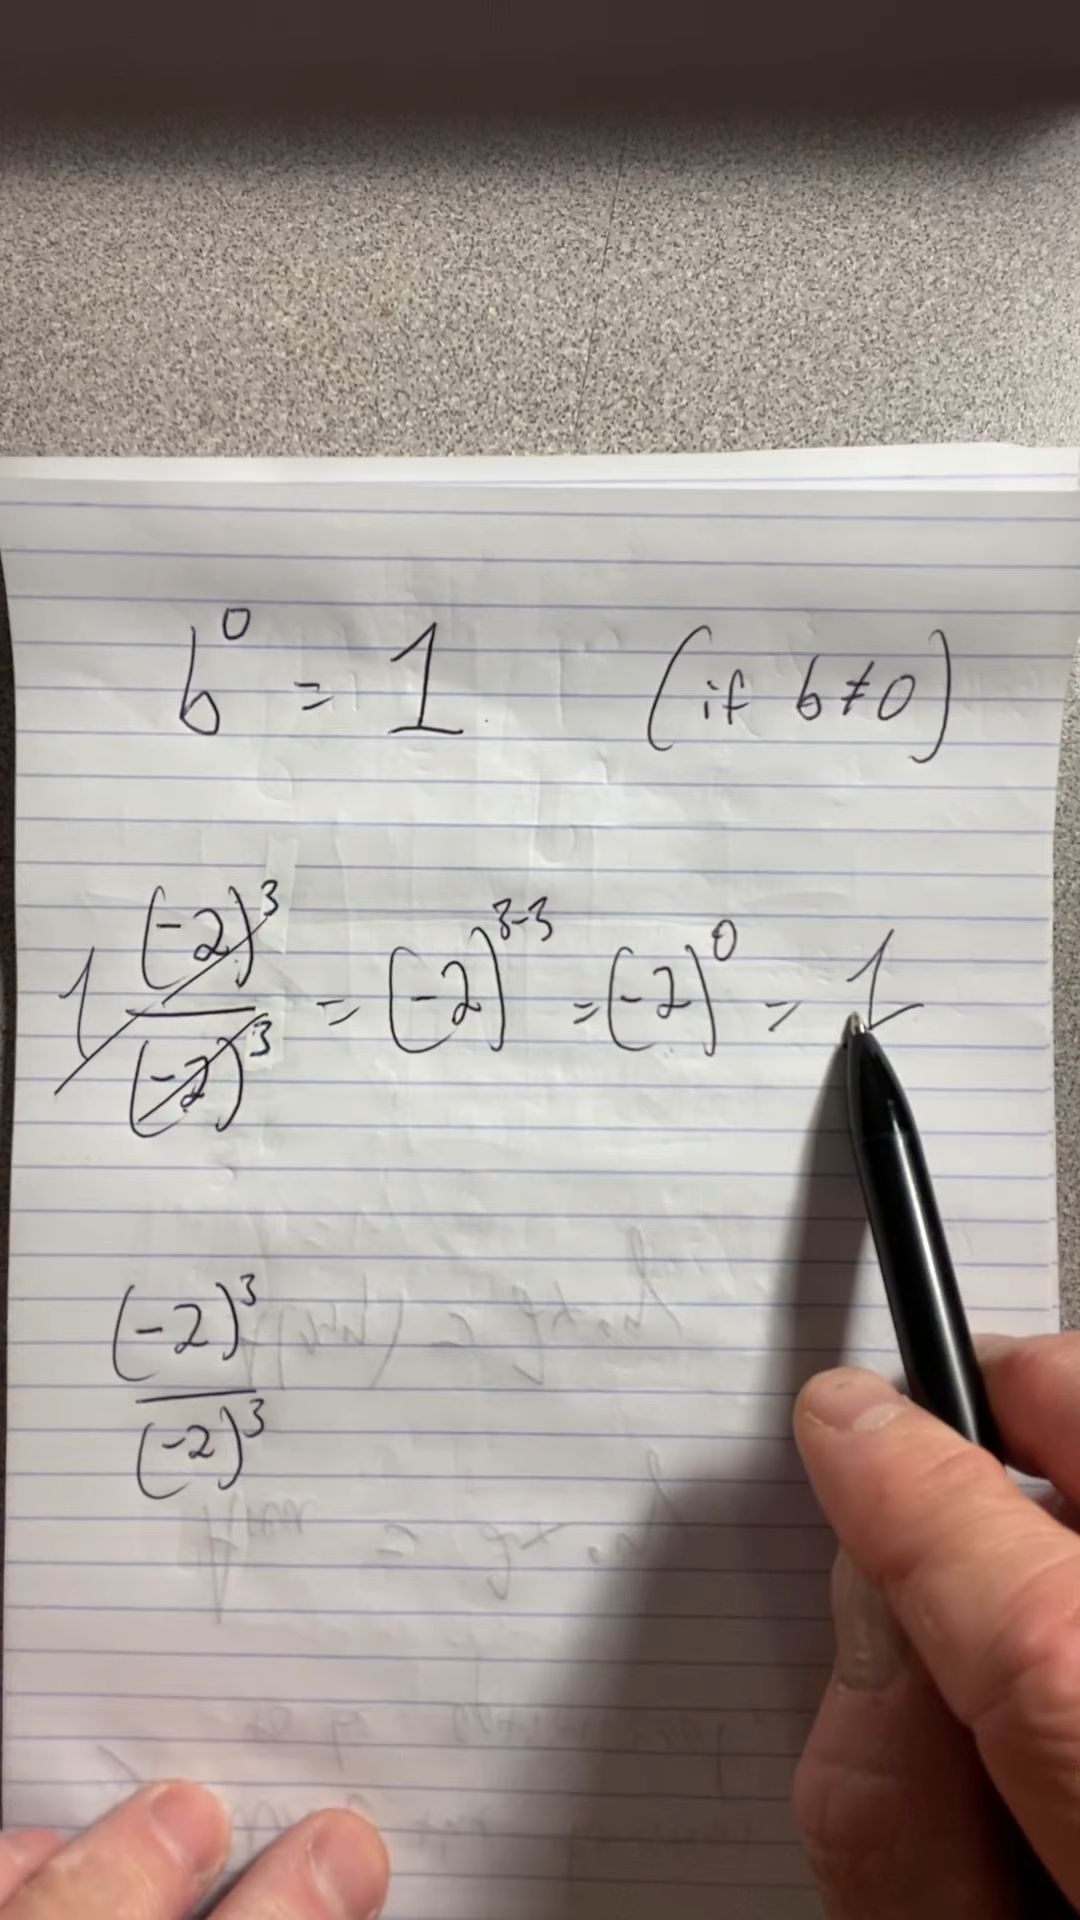 b⁰ = 1 (if b≠0)
1 (-2)³/(-2)³ = (-2)³⁻³ = (-2)⁰ = 1
(-2)³/(-2)³